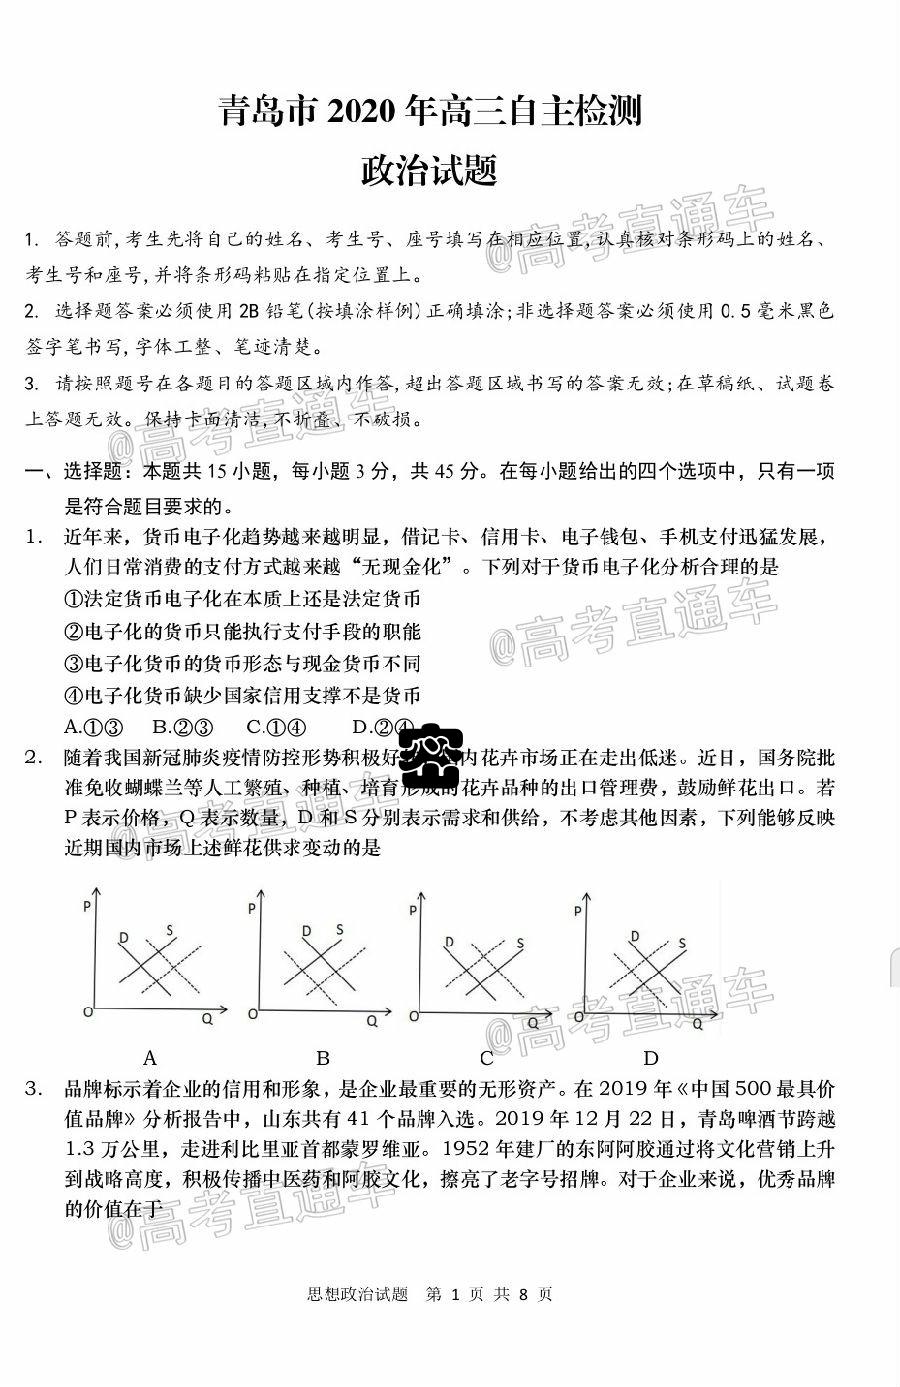 青岛市 2020 年高三自主检测
政治试题
1. 答题前,考生先将自己的姓名、考生号、座号填写在相应位置,认真核对条形码上的姓名、
考生号和座号,并将条形码粘贴在指定位置上。
2. 选择题答案必须使用 2B 铅笔(按填涂样例)正确填涂;非选择题答案必须使用 0.5 毫米黑色
签字笔书写,字体工整、笔迹清楚。
3. 请按照题号在各题目的答题区域内作答,超出答题区域书写的答案无效;在草稿纸、试题卷
上答题无效。保持卡面清洁,不折叠、不破损。
一、选择题：本题共 15 小题，每小题 3 分，共 45 分。在每小题给出的四个选项中，只有一项
是符合题目要求的。
1. 近年来，货币电子化趋势越来越明显，借记卡、信用卡、电子钱包、手机支付迅猛发展，
人们日常消费的支付方式越来越“无现金化”。下列对于货币电子化分析合理的是
①法定货币电子化在本质上还是法定货币
②电子化的货币只能执行支付手段的职能
③电子化货币的货币形态与现金货币不同
④电子化货币缺少国家信用支撑不是货币
A.①③ B.②③ C.①④ D.②④
2. 随着我国新冠肺炎疫情防控形势积极好内花卉市场正在走出低迷。近日，国务院批
准免收蝴蝶兰等人工繁殖、种植、培育形成的花卉品种的出口管理费，鼓励鲜花出口。若
P 表示价格，Q 表示数量，D 和 S 分别表示需求和供给，不考虑其他因素，下列能够反映
近期国内市场上述鲜花供求变动的是
P D S O Q
P D S O Q
P D S O Q
P D S O Q
A B C D
3. 品牌标示着企业的信用和形象，是企业最重要的无形资产。在 2019 年《中国 500 最具价
值品牌》分析报告中，山东共有 41 个品牌入选。2019 年 12 月 22 日，青岛啤酒节跨越
1.3 万公里，走进利比里亚首都蒙罗维亚。1952 年建厂的东阿阿胶通过将文化营销上升
到战略高度，积极传播中医药和阿胶文化，擦亮了老字号招牌。对于企业来说，优秀品牌
的价值在于
思想政治试题 第 1 页 共 8 页
@高考直通车
@高考直通车
@高考直通车
@高考直通车
@高考直通车
@高考直通车